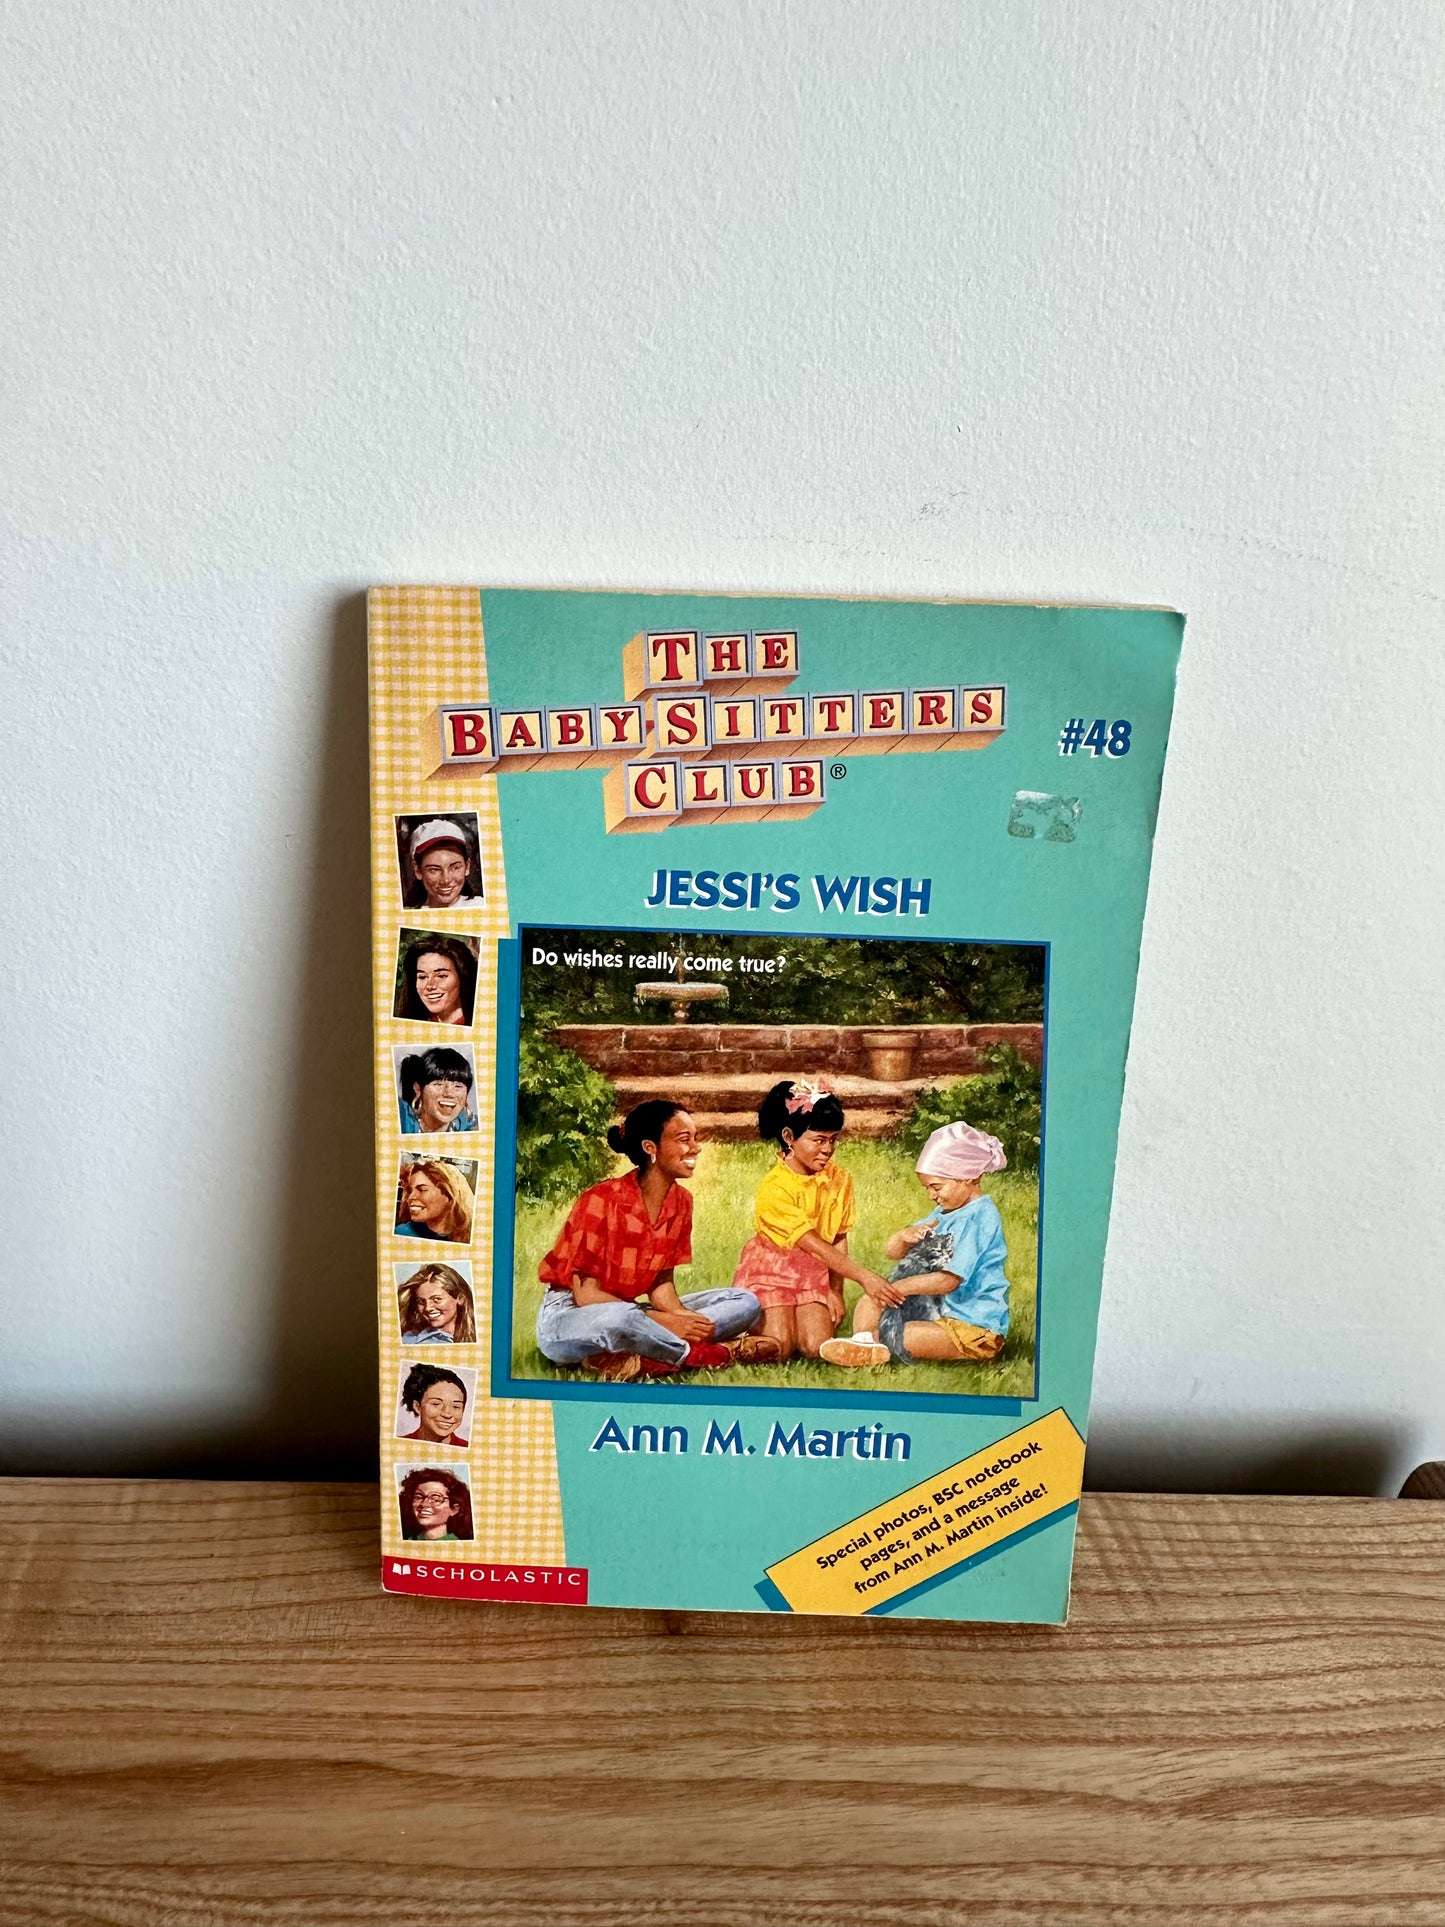 THE
BABY-SITTERS
CLUB®
#48
JESSI'S WISH
Do wishes really come true?
Ann M. Martin
Special photos, BSC notebook
pages, and a message
from Ann M. Martin inside!
SCHOLASTIC